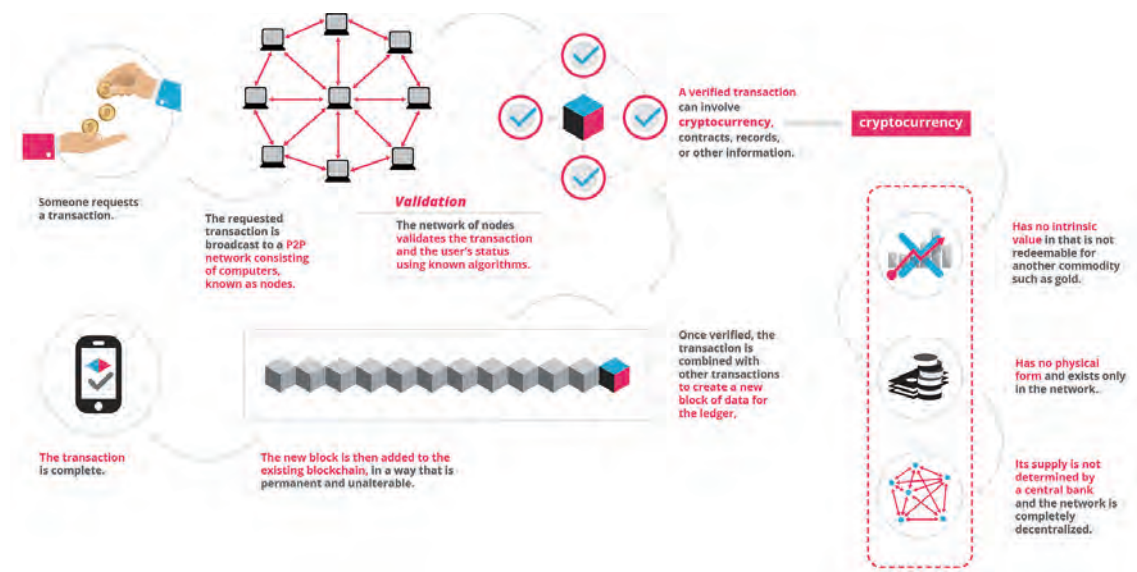 Someone requests
a transaction.
The requested
transaction is
broadcast to a P2P
network consisting
of computers,
known as nodes.
Validation
The network of nodes
validates the transaction
and the user's status
using known algorithms.
A verified transaction
can involve
cryptocurrency,
contracts, records,
or other information.
cryptocurrency
Has no intrinsic
value in that is not
redeemable for
another commodity
such as gold.
Has no physical
form and exists only
in the network.
Its supply is not
determined by
a central bank
and the network is
completely
decentralized.
Once verified, the
transaction is
combined with
other transactions
to create a new
block of data for
the ledger.
The new block is then added to the
existing blockchain, in a way that is
permanent and unalterable.
The transaction
is complete.